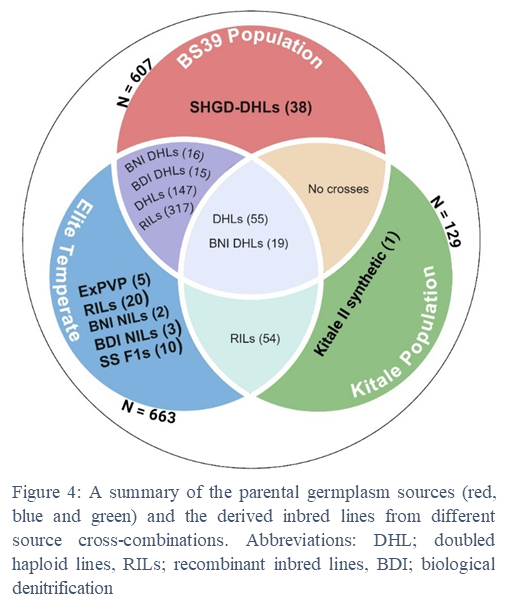 BS39 Population
N = 607
SHGD-DHLs (38)
BNI DHLs (16)
BDI DHLs (15)
DHLs (147)
RILs (317)
No crosses
DHLs (55)
BNI DHLs (19)
N = 129
Elite Temperate
ExPVP (5)
RILs (20)
BNI NILs (2)
BDI NILs (3)
SS F1s (10)
N = 663
RILs (54)
Kitale II synthetic (1)
Kitale Population
Figure 4: A summary of the parental germplasm sources (red,
blue and green) and the derived inbred lines from different
source cross-combinations. Abbreviations: DHL; doubled
haploid lines, RILs; recombinant inbred lines, BDI; biological
denitrification